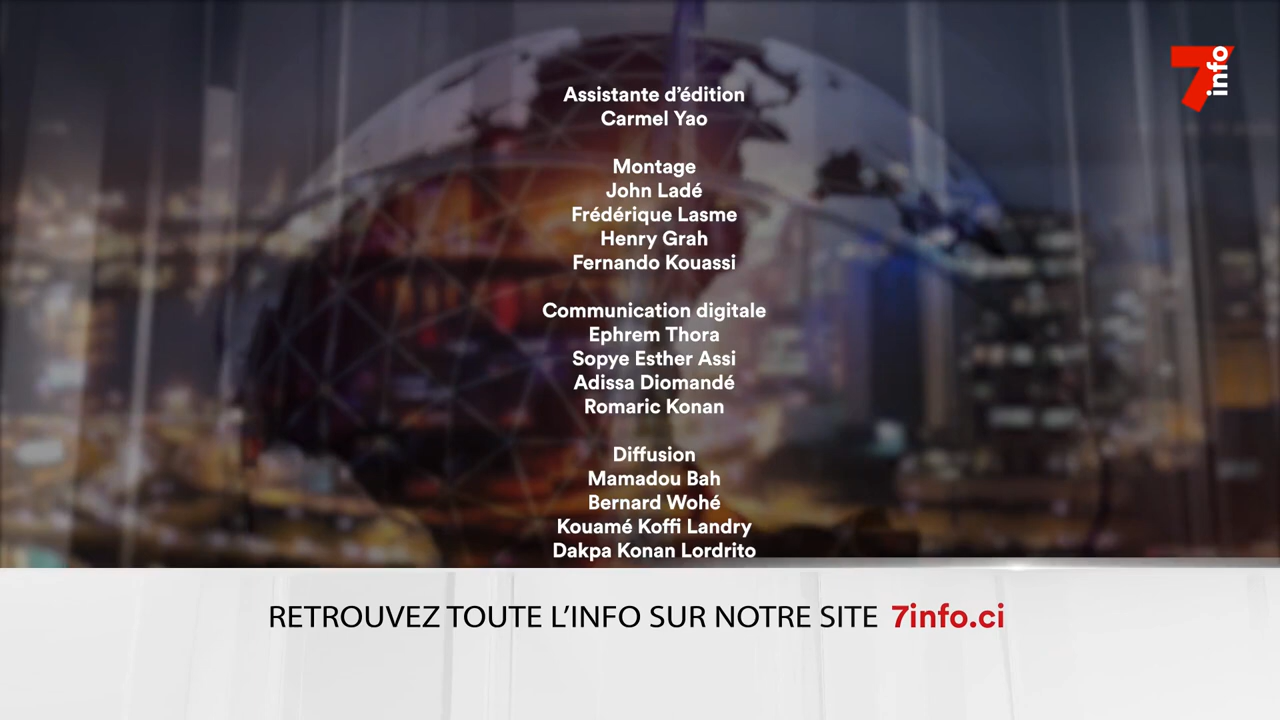 7info
Assistante d’édition
Carmel Yao
Montage
John Ladé
Frédérique Lasme
Henry Grah
Fernando Kouassi
Communication digitale
Ephrem Thora
Sopye Esther Assi
Adissa Diomandé
Romaric Konan
Diffusion
Mamadou Bah
Bernard Wohé
Kouamé Koffi Landry
Dakpa Konan Lordrito
RETROUVEZ TOUTE L’INFO SUR NOTRE SITE 7info.ci